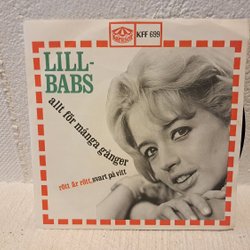 KFF 699
LILL-
BABS
allt för många gånger
rött är rött, svart på vitt